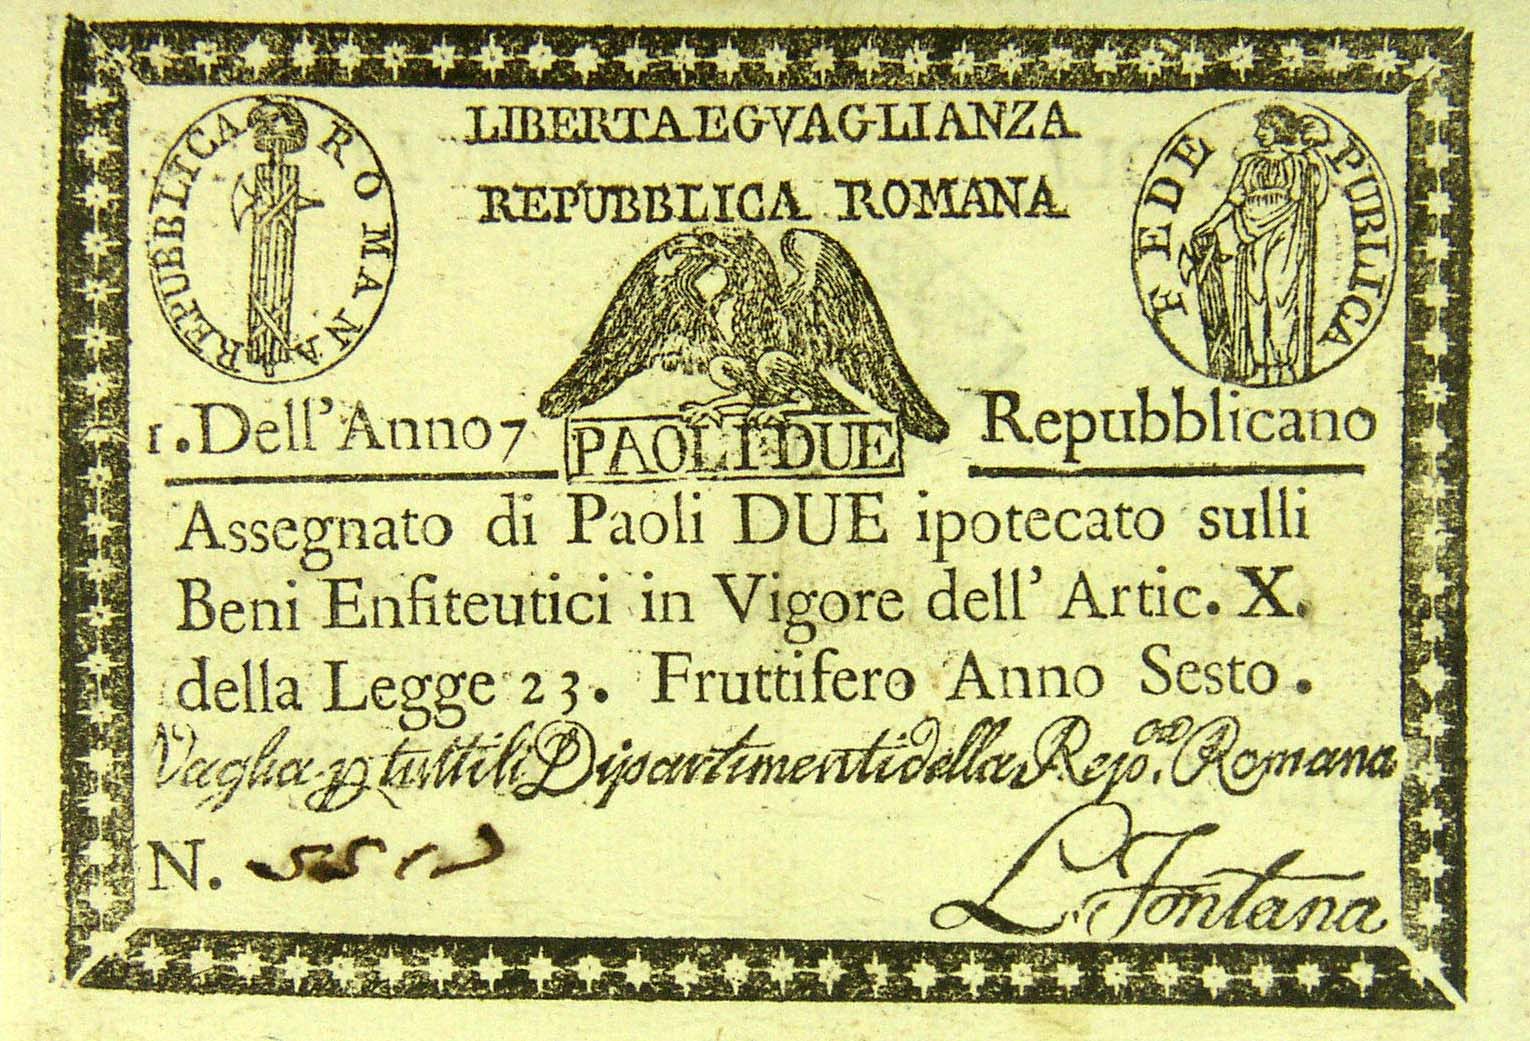 LIBERTA EGVAGLIANZA
REPUBBLICA ROMANA
REPUBBLICA ROMANA
FEDE PUBLICA
1. Dell'Anno 7
PAOLI DUE
Repubblicano
Assegnato di Paoli DUE ipotecato sulli
Beni Enfiteutici in Vigore dell' Artic. X.
della Legge 23. Fruttifero Anno Sesto.
Vaglia p tutti li Dipartimenti della Rep. Romana
N. 551
L. Fontana